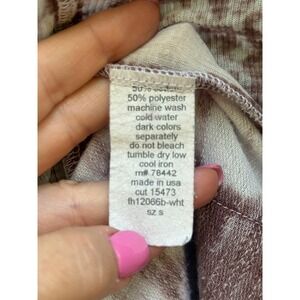 50% polyester
machine wash
cold water
dark colors
separately
do not bleach
tumble dry low
cool iron
rn# 78442
made in usa
cut 15473
fh12066b-wht
sz s